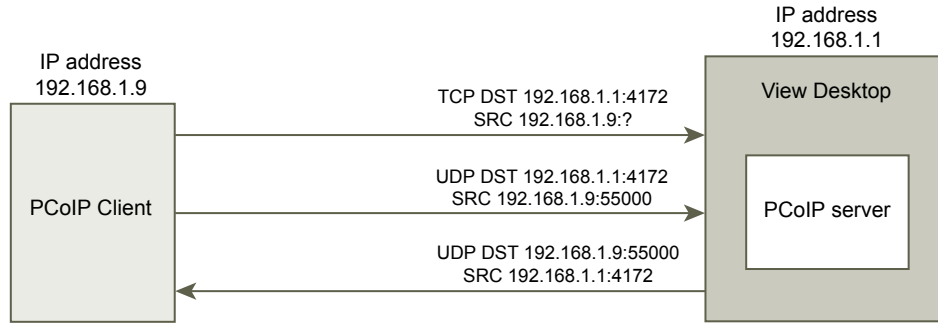 IP address
192.168.1.1
IP address
192.168.1.9
View Desktop
TCP DST 192.168.1.1:4172
SRC 192.168.1.9:?
UDP DST 192.168.1.1:4172
SRC 192.168.1.9:55000
PCoIP Client
PCoIP server
UDP DST 192.168.1.9:55000
SRC 192.168.1.1:4172